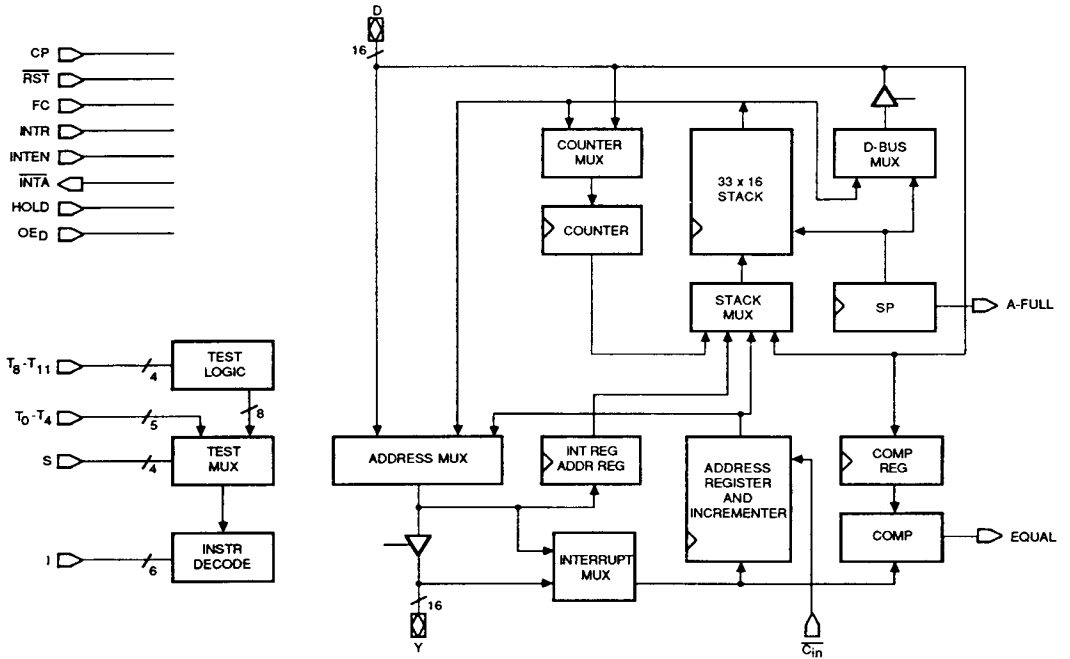 D
16
CP
RST
FC
INTR
INTEN
INTA
HOLD
OED
COUNTER
MUX
33 x 16
STACK
D-BUS
MUX
COUNTER
STACK
MUX
SP
A-FULL
T8-T11
4
TEST
LOGIC
8
T0-T4
5
S
4
TEST
MUX
ADDRESS MUX
INT REG
ADDR REG
ADDRESS
REGISTER
AND
INCREMENTER
COMP
REG
I
6
INSTR
DECODE
INTERRUPT
MUX
COMP
EQUAL
16
Y
Cin